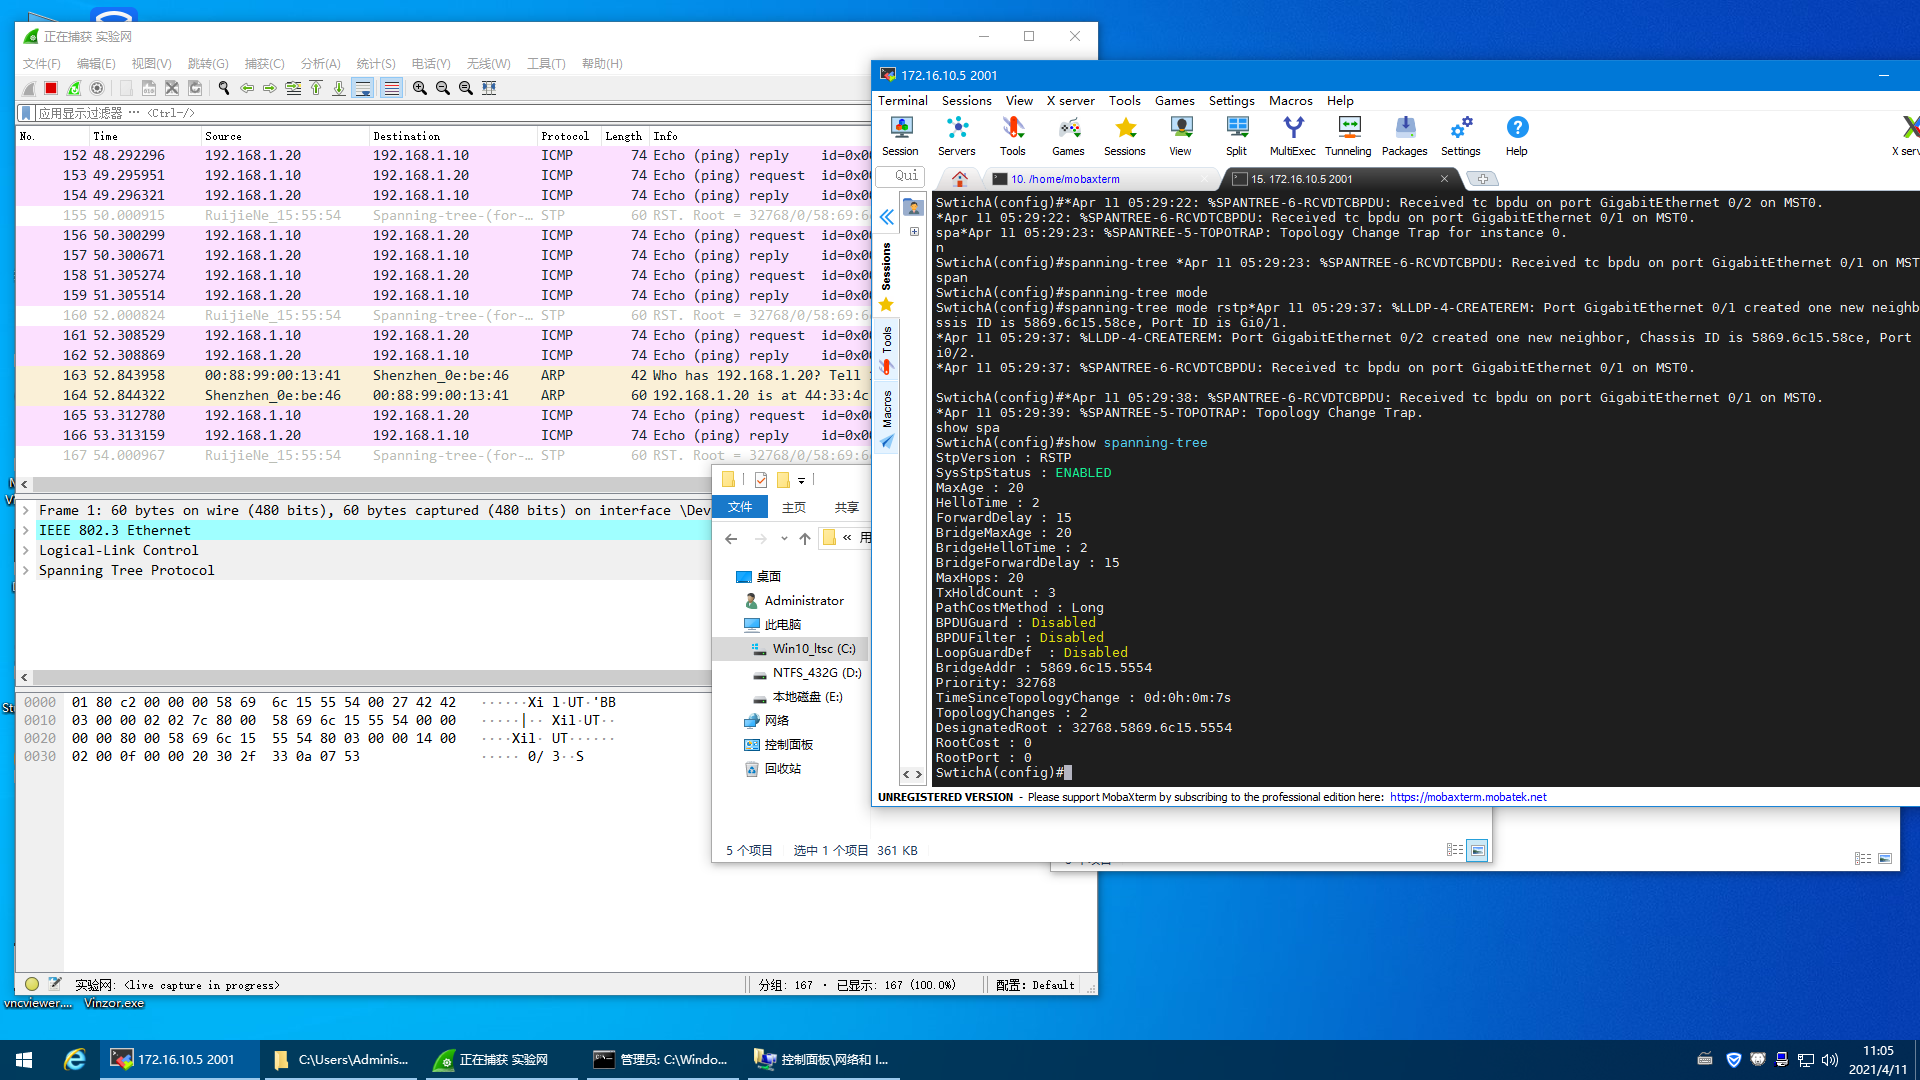 正在捕获 实验网
文件(F) 编辑(E) 视图(V) 跳转(G) 捕获(C) 分析(A) 统计(S) 电话(Y) 无线(W) 工具(T) 帮助(H)
应用显示过滤器 … <Ctrl-/>
No. Time Source Destination Protocol Length Info
152 48.292296 192.168.1.20 192.168.1.10 ICMP 74 Echo (ping) reply id=0x00
153 49.295951 192.168.1.10 192.168.1.20 ICMP 74 Echo (ping) request id=0x00
154 49.296321 192.168.1.20 192.168.1.10 ICMP 74 Echo (ping) reply id=0x00
155 50.000915 RuijieNe_15:55:54 Spanning-tree-(for-… STP 60 RST. Root = 32768/0/58:69:6
156 50.300299 192.168.1.10 192.168.1.20 ICMP 74 Echo (ping) request id=0x00
157 50.300671 192.168.1.20 192.168.1.10 ICMP 74 Echo (ping) reply id=0x00
158 51.305274 192.168.1.10 192.168.1.20 ICMP 74 Echo (ping) request id=0x00
159 51.305514 192.168.1.20 192.168.1.10 ICMP 74 Echo (ping) reply id=0x00
160 52.000824 RuijieNe_15:55:54 Spanning-tree-(for-… STP 60 RST. Root = 32768/0/58:69:6
161 52.308529 192.168.1.10 192.168.1.20 ICMP 74 Echo (ping) request id=0x00
162 52.308869 192.168.1.20 192.168.1.10 ICMP 74 Echo (ping) reply id=0x00
163 52.843958 00:88:99:00:13:41 Shenzhen_0e:be:46 ARP 42 Who has 192.168.1.20? Tell
164 52.844322 Shenzhen_0e:be:46 00:88:99:00:13:41 ARP 60 192.168.1.20 is at 44:33:4c
165 53.312780 192.168.1.10 192.168.1.20 ICMP 74 Echo (ping) request id=0x00
166 53.313159 192.168.1.20 192.168.1.10 ICMP 74 Echo (ping) reply id=0x00
167 54.000967 RuijieNe_15:55:54 Spanning-tree-(for-… STP 60 RST. Root = 32768/0/58:69:6
Frame 1: 60 bytes on wire (480 bits), 60 bytes captured (480 bits) on interface \Dev
IEEE 802.3 Ethernet
Logical-Link Control
Spanning Tree Protocol
0000 01 80 c2 00 00 00 58 69 6c 15 55 54 00 27 42 42 ······Xi l·UT·'BB
0010 03 00 00 02 02 7c 80 00 58 69 6c 15 55 54 00 00 ·····|·· Xil·UT··
0020 00 00 80 00 58 69 6c 15 55 54 80 03 00 00 14 00 ····Xil· UT······
0030 02 00 0f 00 00 20 30 2f 33 0a 07 53 ····· 0/ 3··S
实验网: <live capture in progress>
分组: 167 · 已显示: 167 (100.0%)
配置: Default
文件 主页 共享
« 用
桌面
Administrator
此电脑
Win10_ltsc (C:)
NTFS_432G (D:)
本地磁盘 (E:)
网络
控制面板
回收站
5 个项目 选中 1 个项目 361 KB
172.16.10.5 2001
Terminal Sessions View X server Tools Games Settings Macros Help
Session Servers Tools Games Sessions View Split MultiExec Tunneling Packages Settings Help X serv
Qui
10. /home/mobaxterm
15. 172.16.10.5 2001
Sessions
Tools
Macros
SwtichA(config)#*Apr 11 05:29:22: %SPANTREE-6-RCVDTCBPDU: Received tc bpdu on port GigabitEthernet 0/2 on MST0.
*Apr 11 05:29:22: %SPANTREE-6-RCVDTCBPDU: Received tc bpdu on port GigabitEthernet 0/1 on MST0.
spa*Apr 11 05:29:23: %SPANTREE-5-TOPOTRAP: Topology Change Trap for instance 0.
n
SwtichA(config)#spanning-tree *Apr 11 05:29:23: %SPANTREE-6-RCVDTCBPDU: Received tc bpdu on port GigabitEthernet 0/1 on MST
span
SwtichA(config)#spanning-tree mode
SwtichA(config)#spanning-tree mode rstp*Apr 11 05:29:37: %LLDP-4-CREATEREM: Port GigabitEthernet 0/1 created one new neighb
ssis ID is 5869.6c15.58ce, Port ID is Gi0/1.
*Apr 11 05:29:37: %LLDP-4-CREATEREM: Port GigabitEthernet 0/2 created one new neighbor, Chassis ID is 5869.6c15.58ce, Port
i0/2.
*Apr 11 05:29:37: %SPANTREE-6-RCVDTCBPDU: Received tc bpdu on port GigabitEthernet 0/1 on MST0.
SwtichA(config)#*Apr 11 05:29:38: %SPANTREE-6-RCVDTCBPDU: Received tc bpdu on port GigabitEthernet 0/1 on MST0.
*Apr 11 05:29:39: %SPANTREE-5-TOPOTRAP: Topology Change Trap.
show spa
SwtichA(config)#show spanning-tree
StpVersion : RSTP
SysStpStatus : ENABLED
MaxAge : 20
HelloTime : 2
ForwardDelay : 15
BridgeMaxAge : 20
BridgeHelloTime : 2
BridgeForwardDelay : 15
MaxHops: 20
TxHoldCount : 3
PathCostMethod : Long
BPDUGuard : Disabled
BPDUFilter : Disabled
LoopGuardDef : Disabled
BridgeAddr : 5869.6c15.5554
Priority: 32768
TimeSinceTopologyChange : 0d:0h:0m:7s
TopologyChanges : 2
DesignatedRoot : 32768.5869.6c15.5554
RootCost : 0
RootPort : 0
SwtichA(config)#
UNREGISTERED VERSION - Please support MobaXterm by subscribing to the professional edition here: https://mobaxterm.mobatek.net
vncviewer.... Vinzor.exe
172.16.10.5 2001
C:\Users\Adminis...
正在捕获 实验网
管理员: C:\Windo...
控制面板\网络和 I...
11:05
2021/4/11